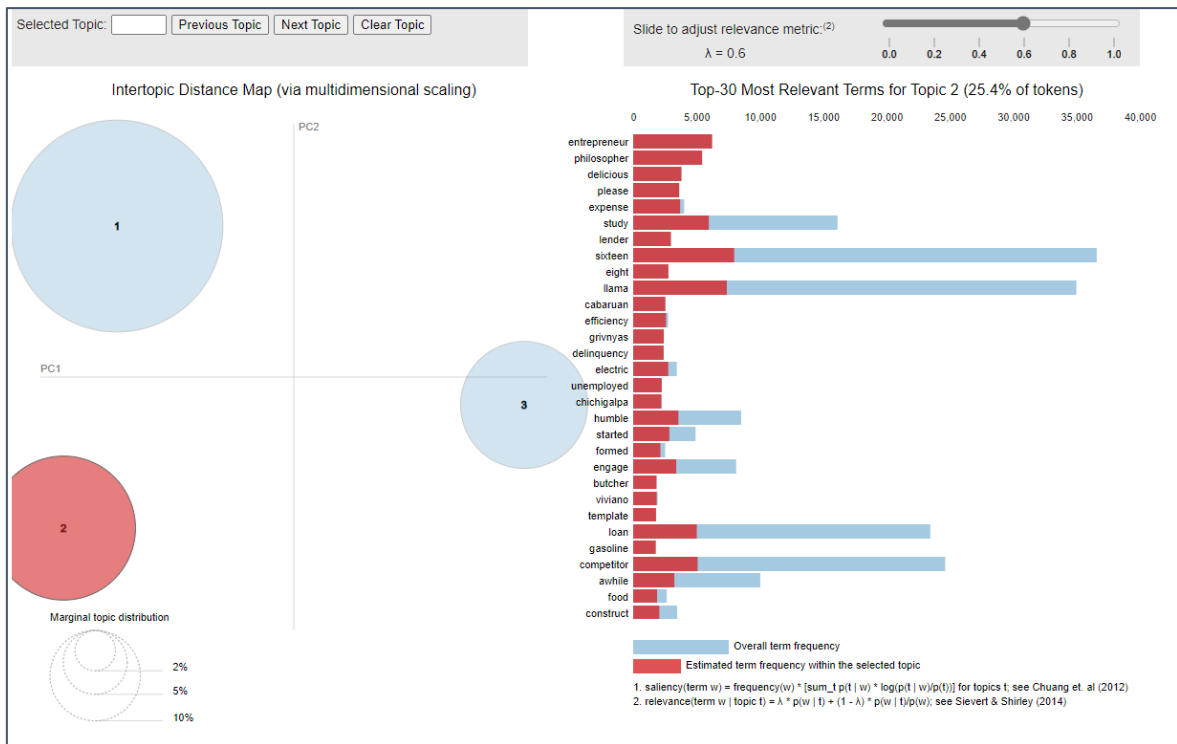 Selected Topic: Previous Topic Next Topic Clear Topic
Slide to adjust relevance metric:(2)
λ = 0.6
0.0 0.2 0.4 0.6 0.8 1.0
Intertopic Distance Map (via multidimensional scaling)
PC2
PC1
1
2
3
Marginal topic distribution
2%
5%
10%
Top-30 Most Relevant Terms for Topic 2 (25.4% of tokens)
0 5,000 10,000 15,000 20,000 25,000 30,000 35,000 40,000
entrepreneur
philosopher
delicious
please
expense
study
lender
sixteen
eight
llama
cabaruan
efficiency
grivnyas
delinquency
electric
unemployed
chichigalpa
humble
started
formed
engage
butcher
viviano
template
loan
gasoline
competitor
awhile
food
construct
Overall term frequency
Estimated term frequency within the selected topic
1. saliency(term w) = frequency(w) * [sum_t p(t | w) * log(p(t | w)/p(t))] for topics t; see Chuang et. al (2012)
2. relevance(term w | topic t) = λ * p(w | t) + (1 - λ) * p(w | t)/p(w); see Sievert & Shirley (2014)